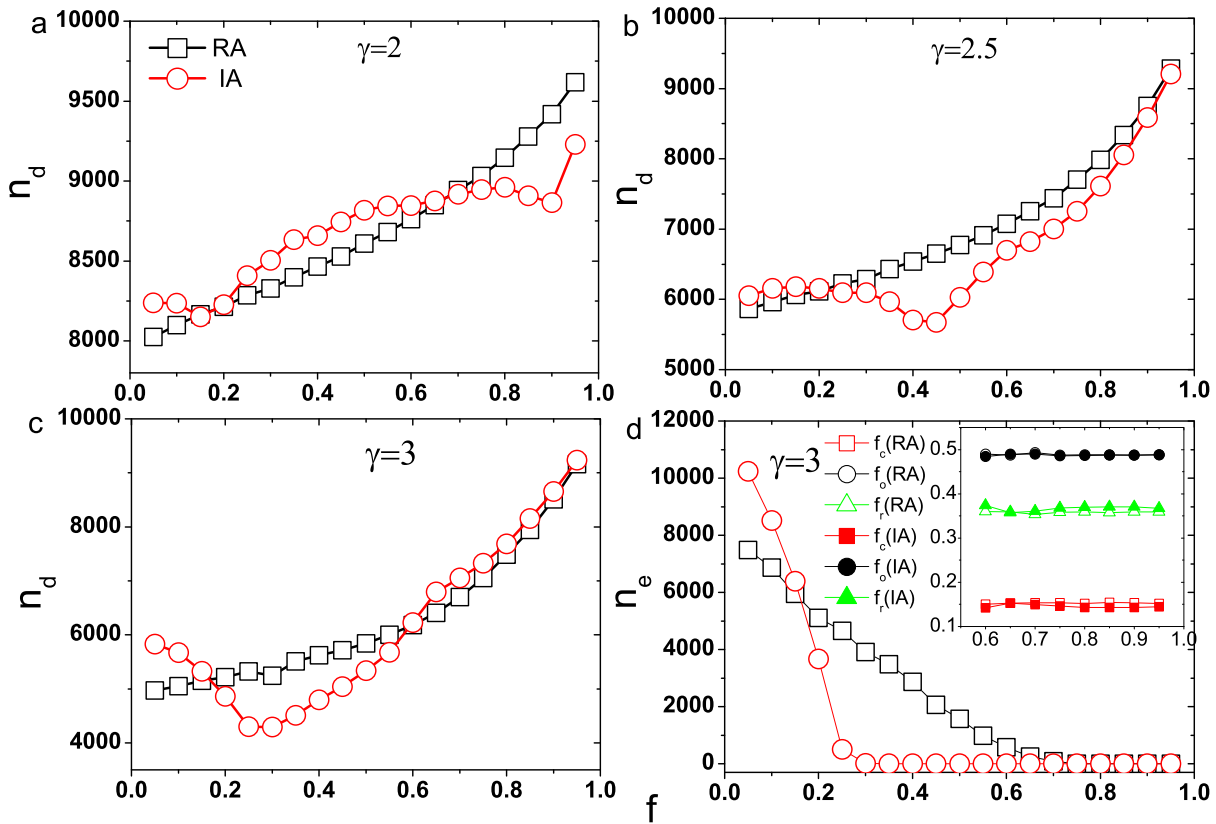 a
γ=2
RA
IA
n_d
10000
9500
9000
8500
8000
0.0 0.2 0.4 0.6 0.8 1.0
b
γ=2.5
n_d
10000
9000
8000
7000
6000
5000
0.0 0.2 0.4 0.6 0.8 1.0
c
γ=3
n_d
10000
8000
6000
4000
0.0 0.2 0.4 0.6 0.8 1.0
d
γ=3
n_e
12000
10000
8000
6000
4000
2000
0
0.0 0.2 0.4 0.6 0.8 1.0
f_c(RA)
f_o(RA)
f_r(RA)
f_c(IA)
f_o(IA)
f_r(IA)
0.5
0.4
0.3
0.2
0.1
0.6 0.7 0.8 0.9 1.0
f